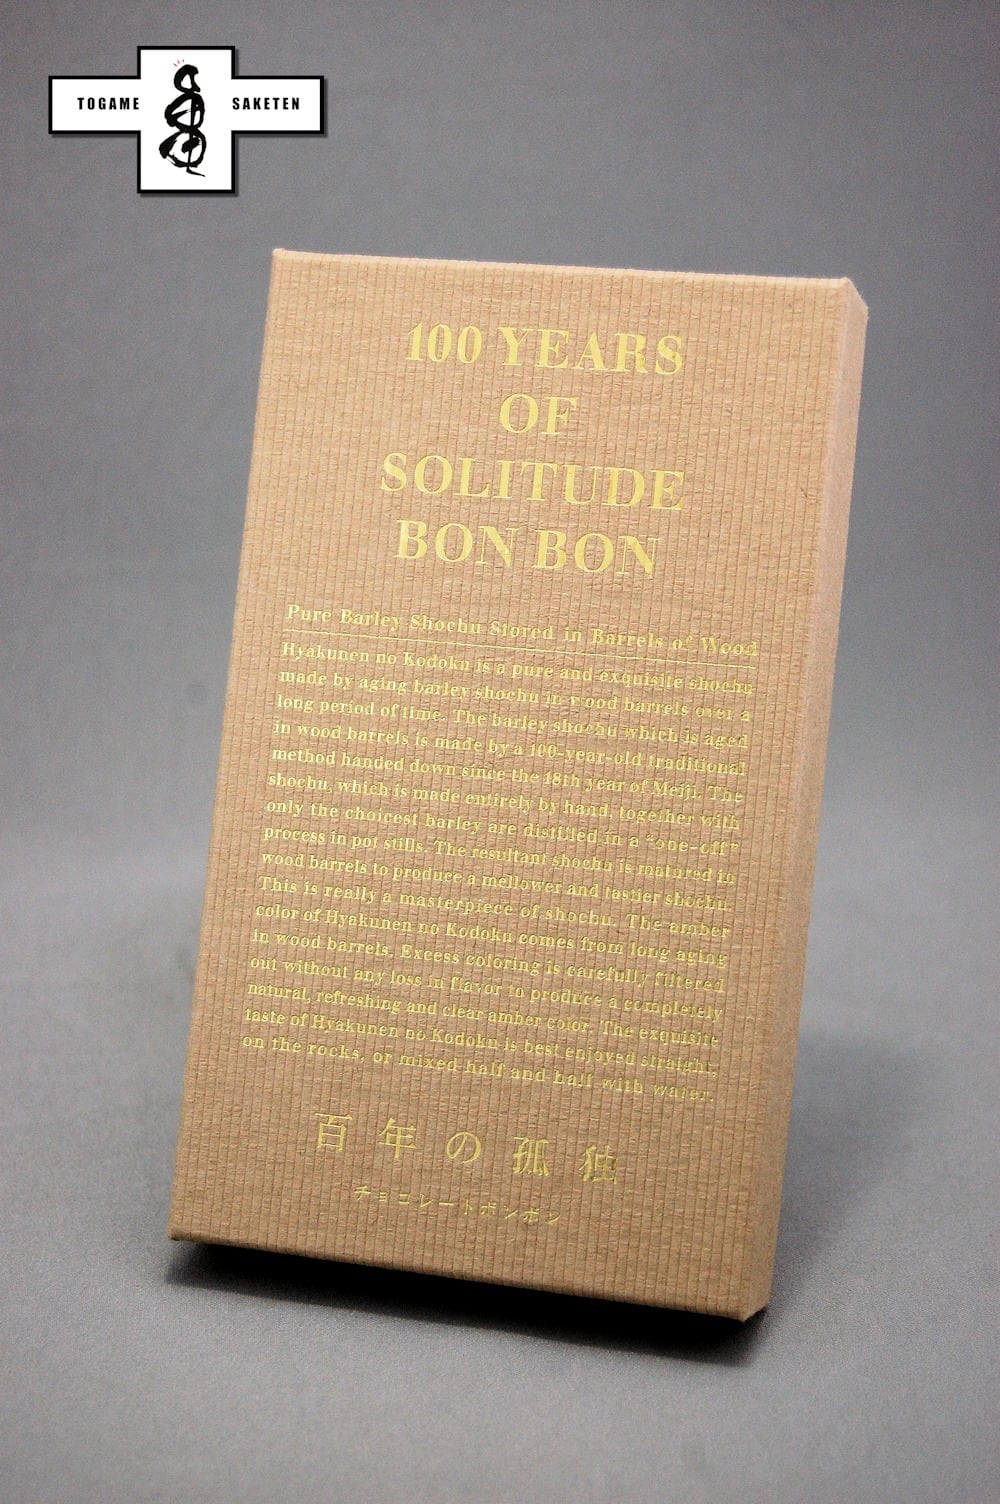 TOGAME SAKETEN
100 YEARS
OF
SOLITUDE
BON BON
Pure Barley Shochu Stored in Barrels of Wood
Hyakunen no Kodoku is a pure and exquisite shochu
made by aging barley shochu in wood barrels over a
long period of time. The barley shochu which is aged
in wood barrels is made by a 100-year-old traditional
method handed down since the 18th year of Meiji. The
shochu, which is made entirely by hand, together with
only the choicest barley are distilled in a "one-off"
process in pot stills. The resultant shochu is matured in
wood barrels to produce a mellower and tastier shochu.
This is really a masterpiece of shochu. The amber
color of Hyakunen no Kodoku comes from long aging
in wood barrels. Excess coloring is carefully filtered
out without any loss in flavor to produce a completely
natural, refreshing and clear amber color. The exquisite
taste of Hyakunen no Kodoku is best enjoyed straight,
on the rocks, or mixed half and half with water.
百年の孤独
チョコレートボンボン